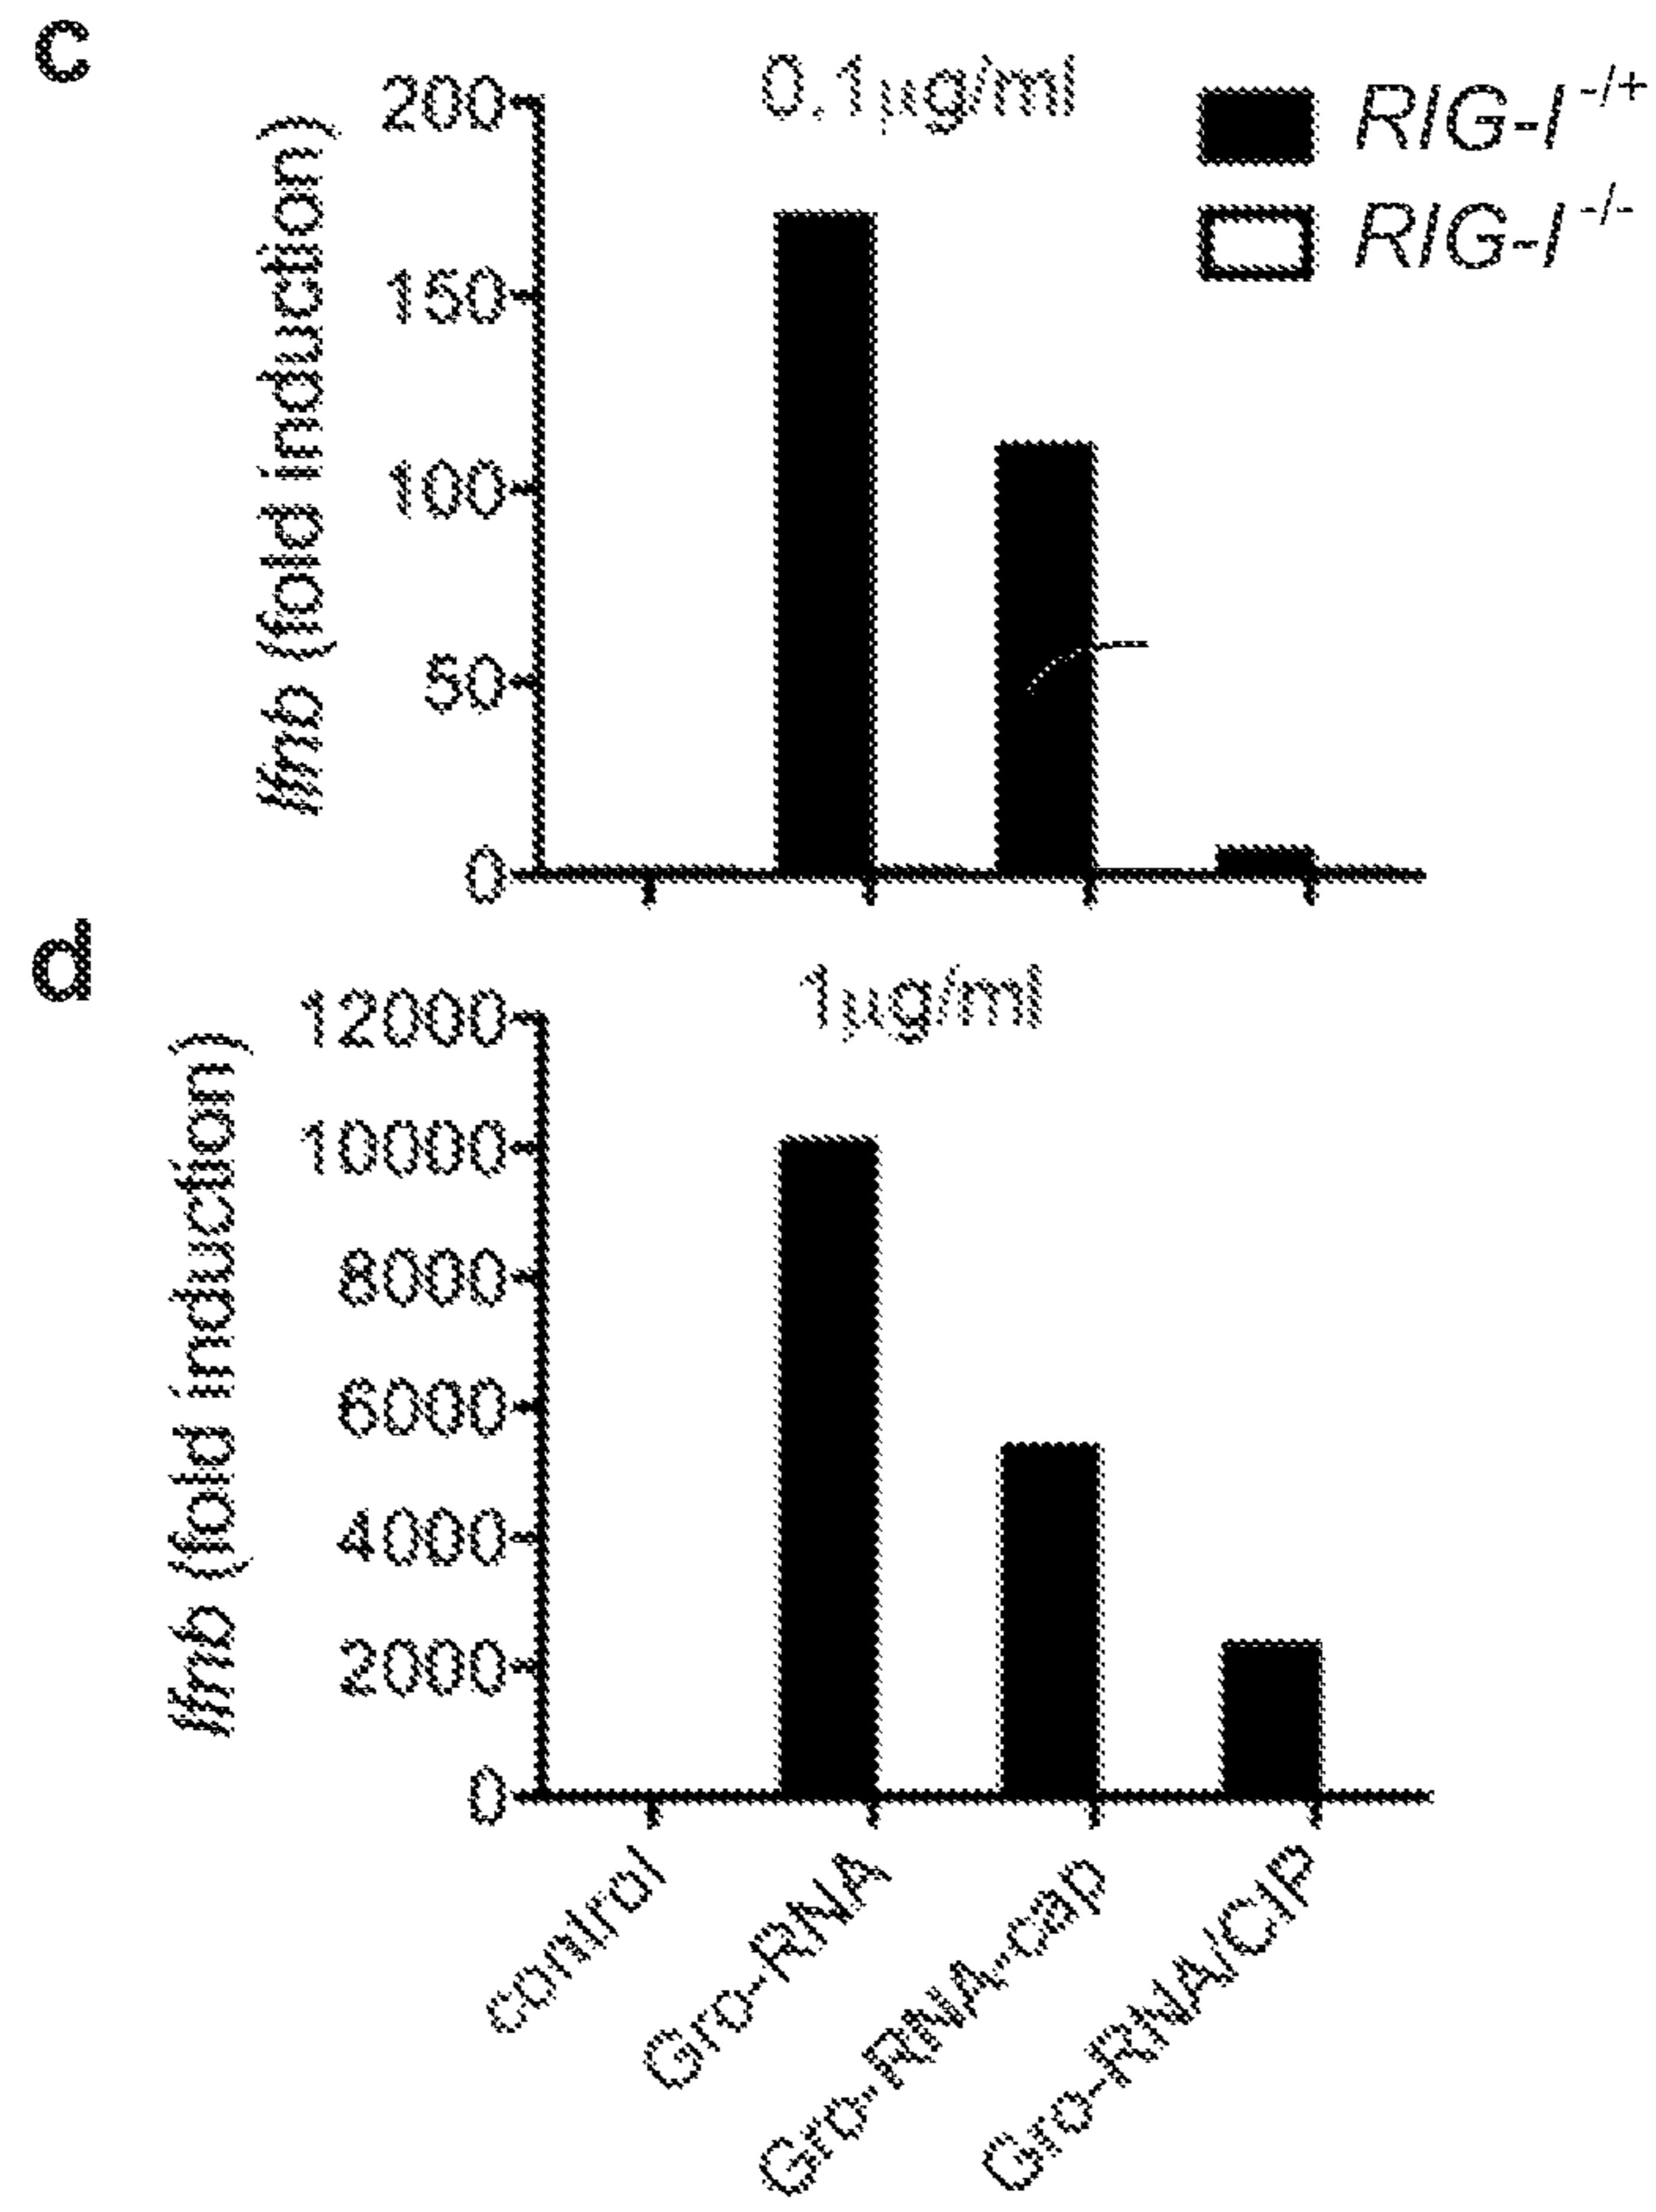 c
0.1µg/ml
RIG-I -/+
RIG-I -/-
Ifnb (fold induction)
200
150
100
50
0
d
1µg/ml
Ifnb (fold induction)
12000
10000
8000
6000
4000
2000
0
control
Gro-RNA
Gro-RNA-cap
Gro-RNA/CIP